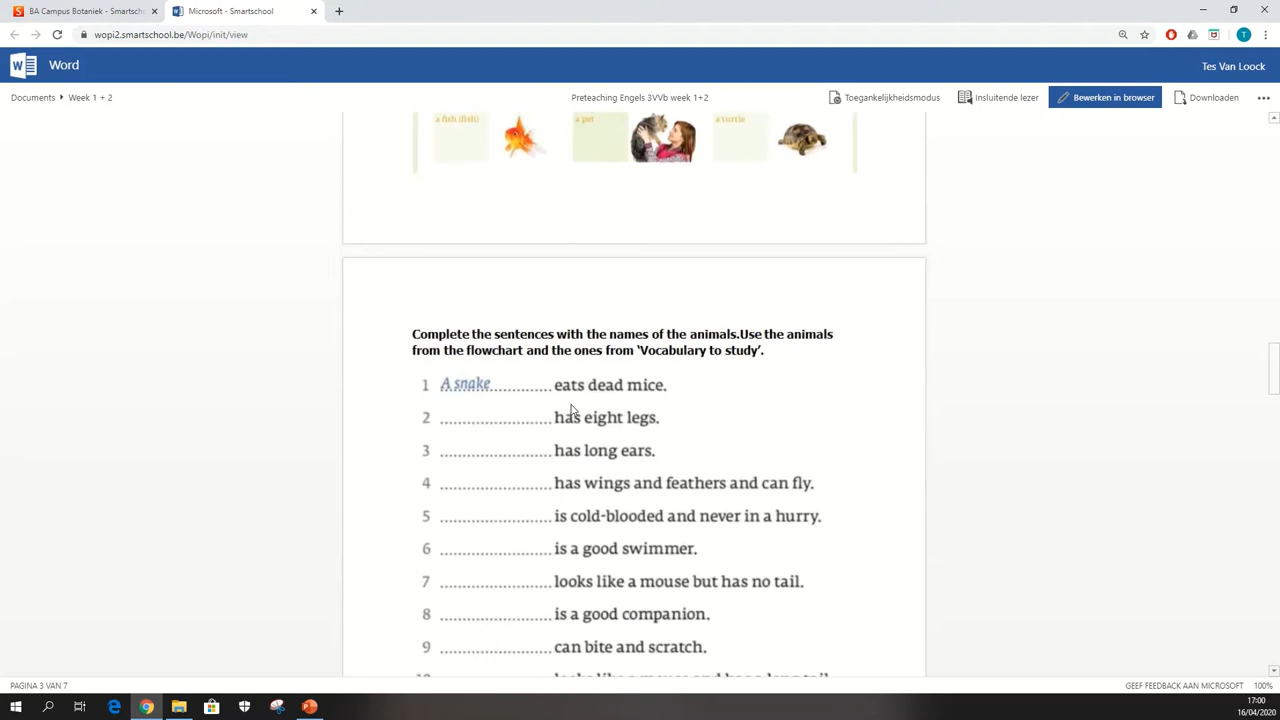 BA Campus Botaniek - Smartsch
Microsoft - Smartschool
wopi2.smartschool.be/Wopi/init/view
Word
Tes Van Loock
Documents > Week 1 + 2
Preteaching Engels 3VVb week 1+2
Toegankelijkheidsmodus
Insluitende lezer
Bewerken in browser
Downloaden
a fish (fish)
a pet
a turtle
Complete the sentences with the names of the animals.Use the animals
from the flowchart and the ones from ‘Vocabulary to study’.
1 A snake eats dead mice.
2 .......................... has eight legs.
3 .......................... has long ears.
4 .......................... has wings and feathers and can fly.
5 .......................... is cold-blooded and never in a hurry.
6 .......................... is a good swimmer.
7 .......................... looks like a mouse but has no tail.
8 .......................... is a good companion.
9 .......................... can bite and scratch.
PAGINA 3 VAN 7
GEEF FEEDBACK AAN MICROSOFT
100%
17:00
16/04/2020